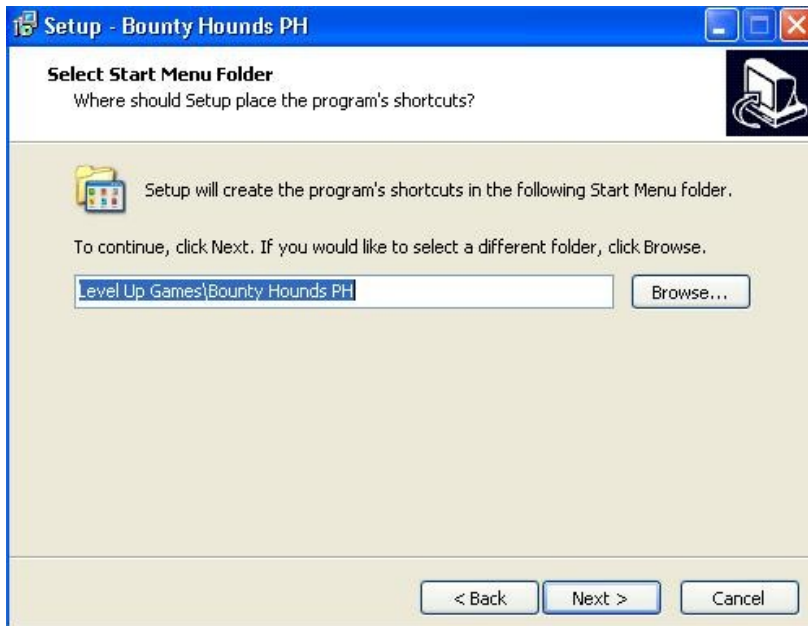 Setup - Bounty Hounds PH
Select Start Menu Folder
Where should Setup place the program's shortcuts?
Setup will create the program's shortcuts in the following Start Menu folder.
To continue, click Next. If you would like to select a different folder, click Browse.
Level Up Games\Bounty Hounds PH
Browse...
< Back
Next >
Cancel